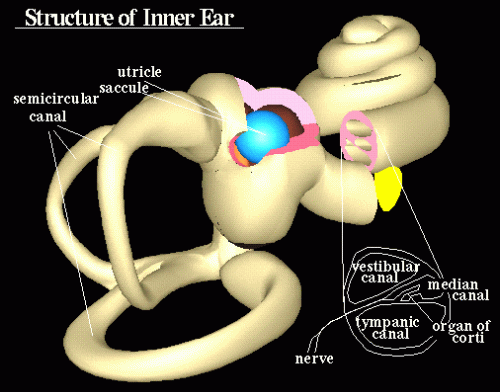 Structure of Inner Ear
utricle
saccule
semicircular
canal
vestibular
canal
median
canal
tympanic
canal
organ of
corti
nerve